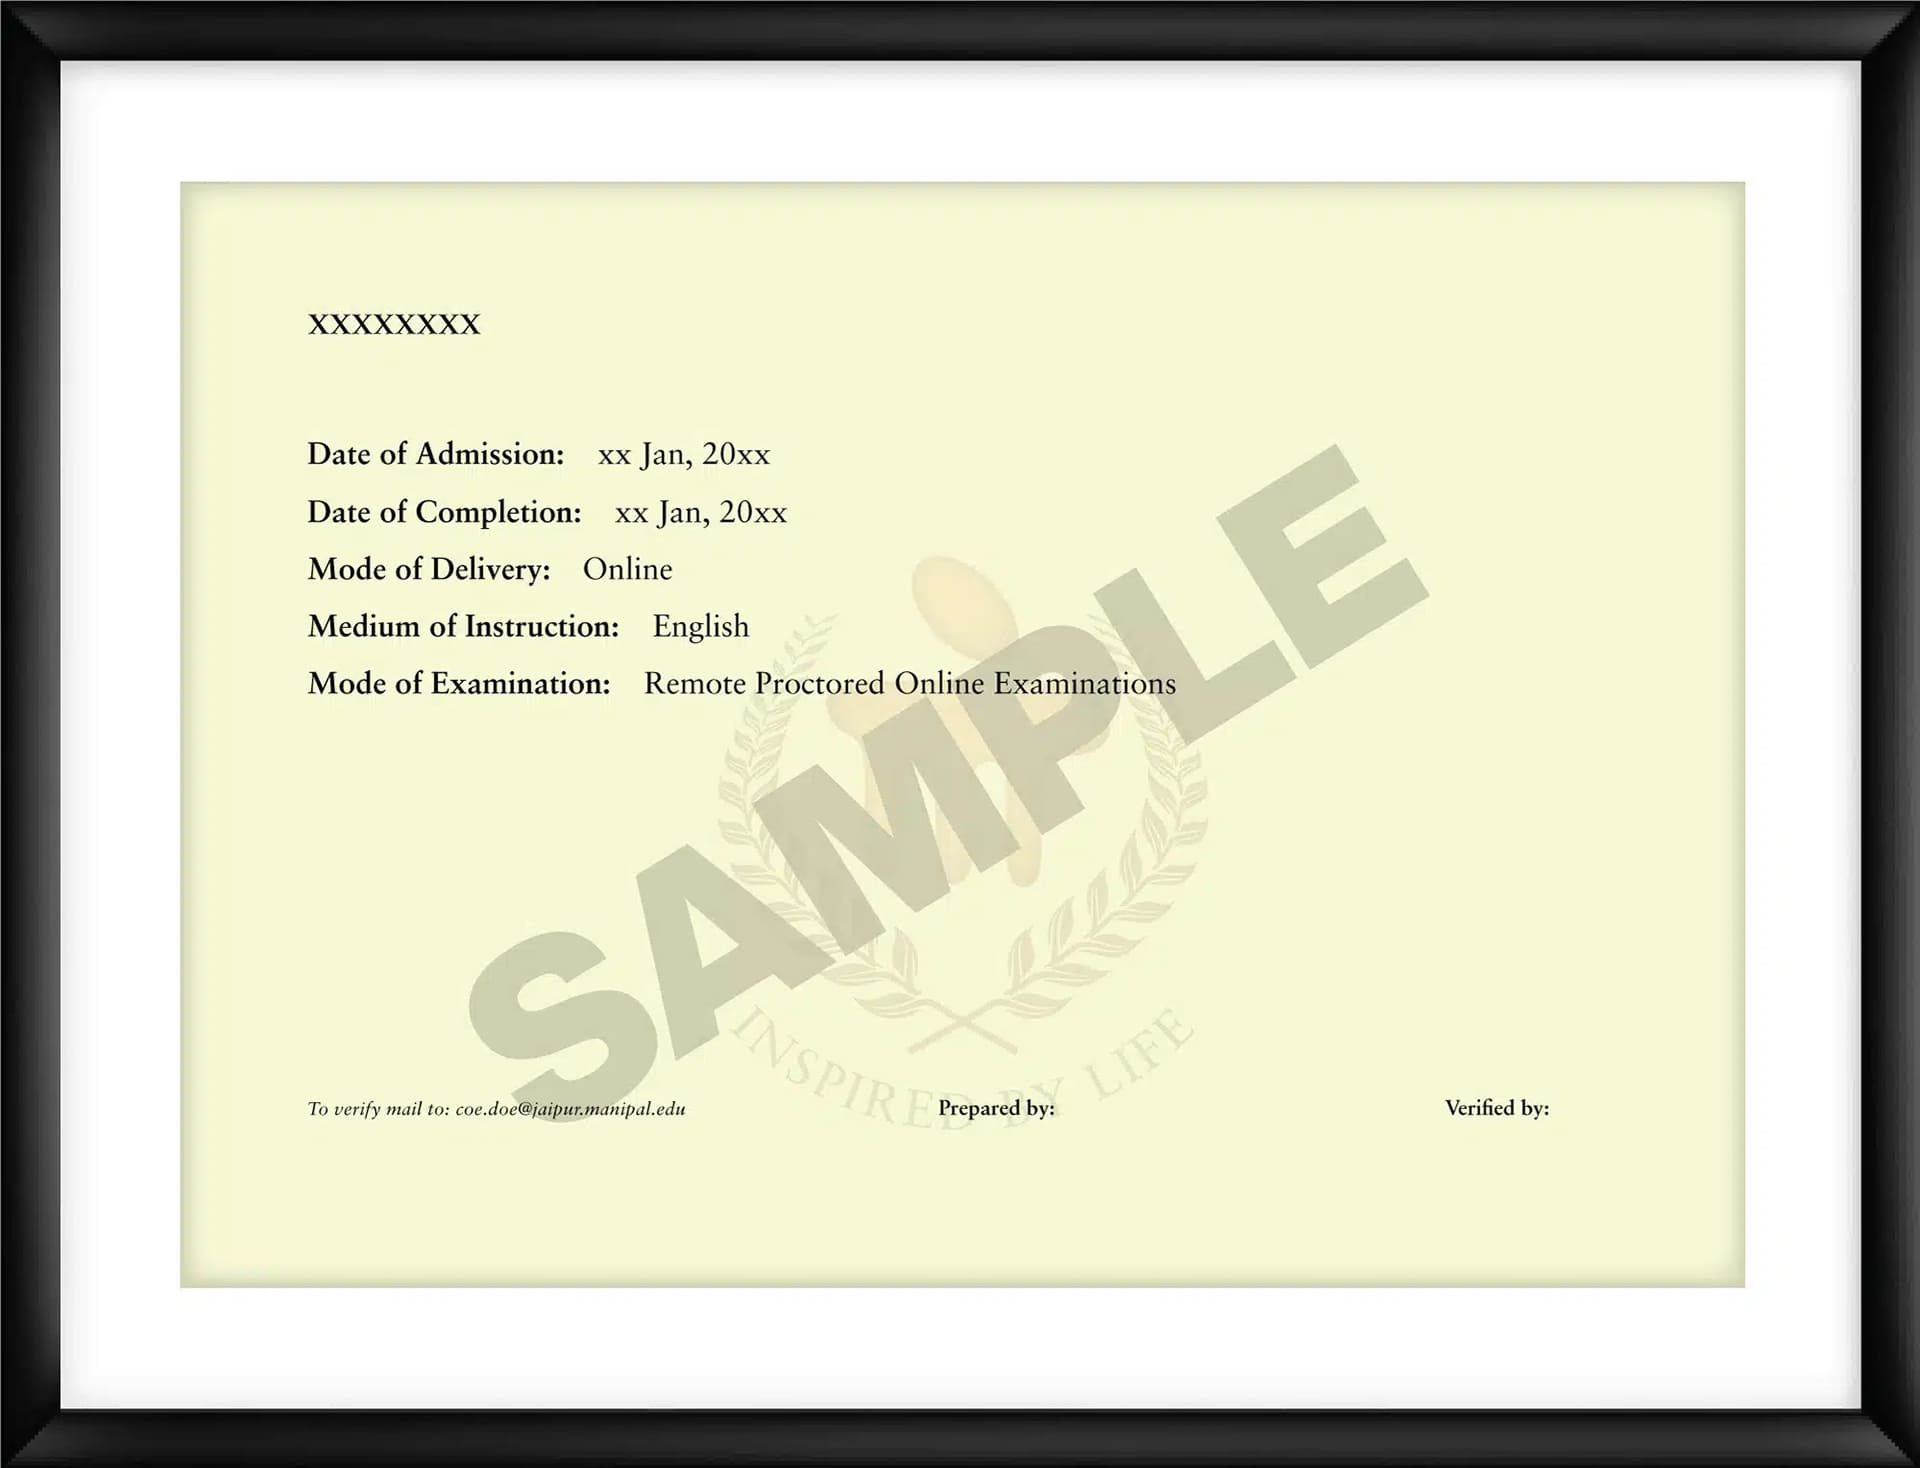 XXXXXXXX
Date of Admission: xx Jan, 20xx
Date of Completion: xx Jan, 20xx
Mode of Delivery: Online
Medium of Instruction: English
Mode of Examination: Remote Proctored Online Examinations
SAMPLE
INSPIRED BY LIFE
To verify mail to: coe.doe@jaipur.manipal.edu Prepared by: Verified by: